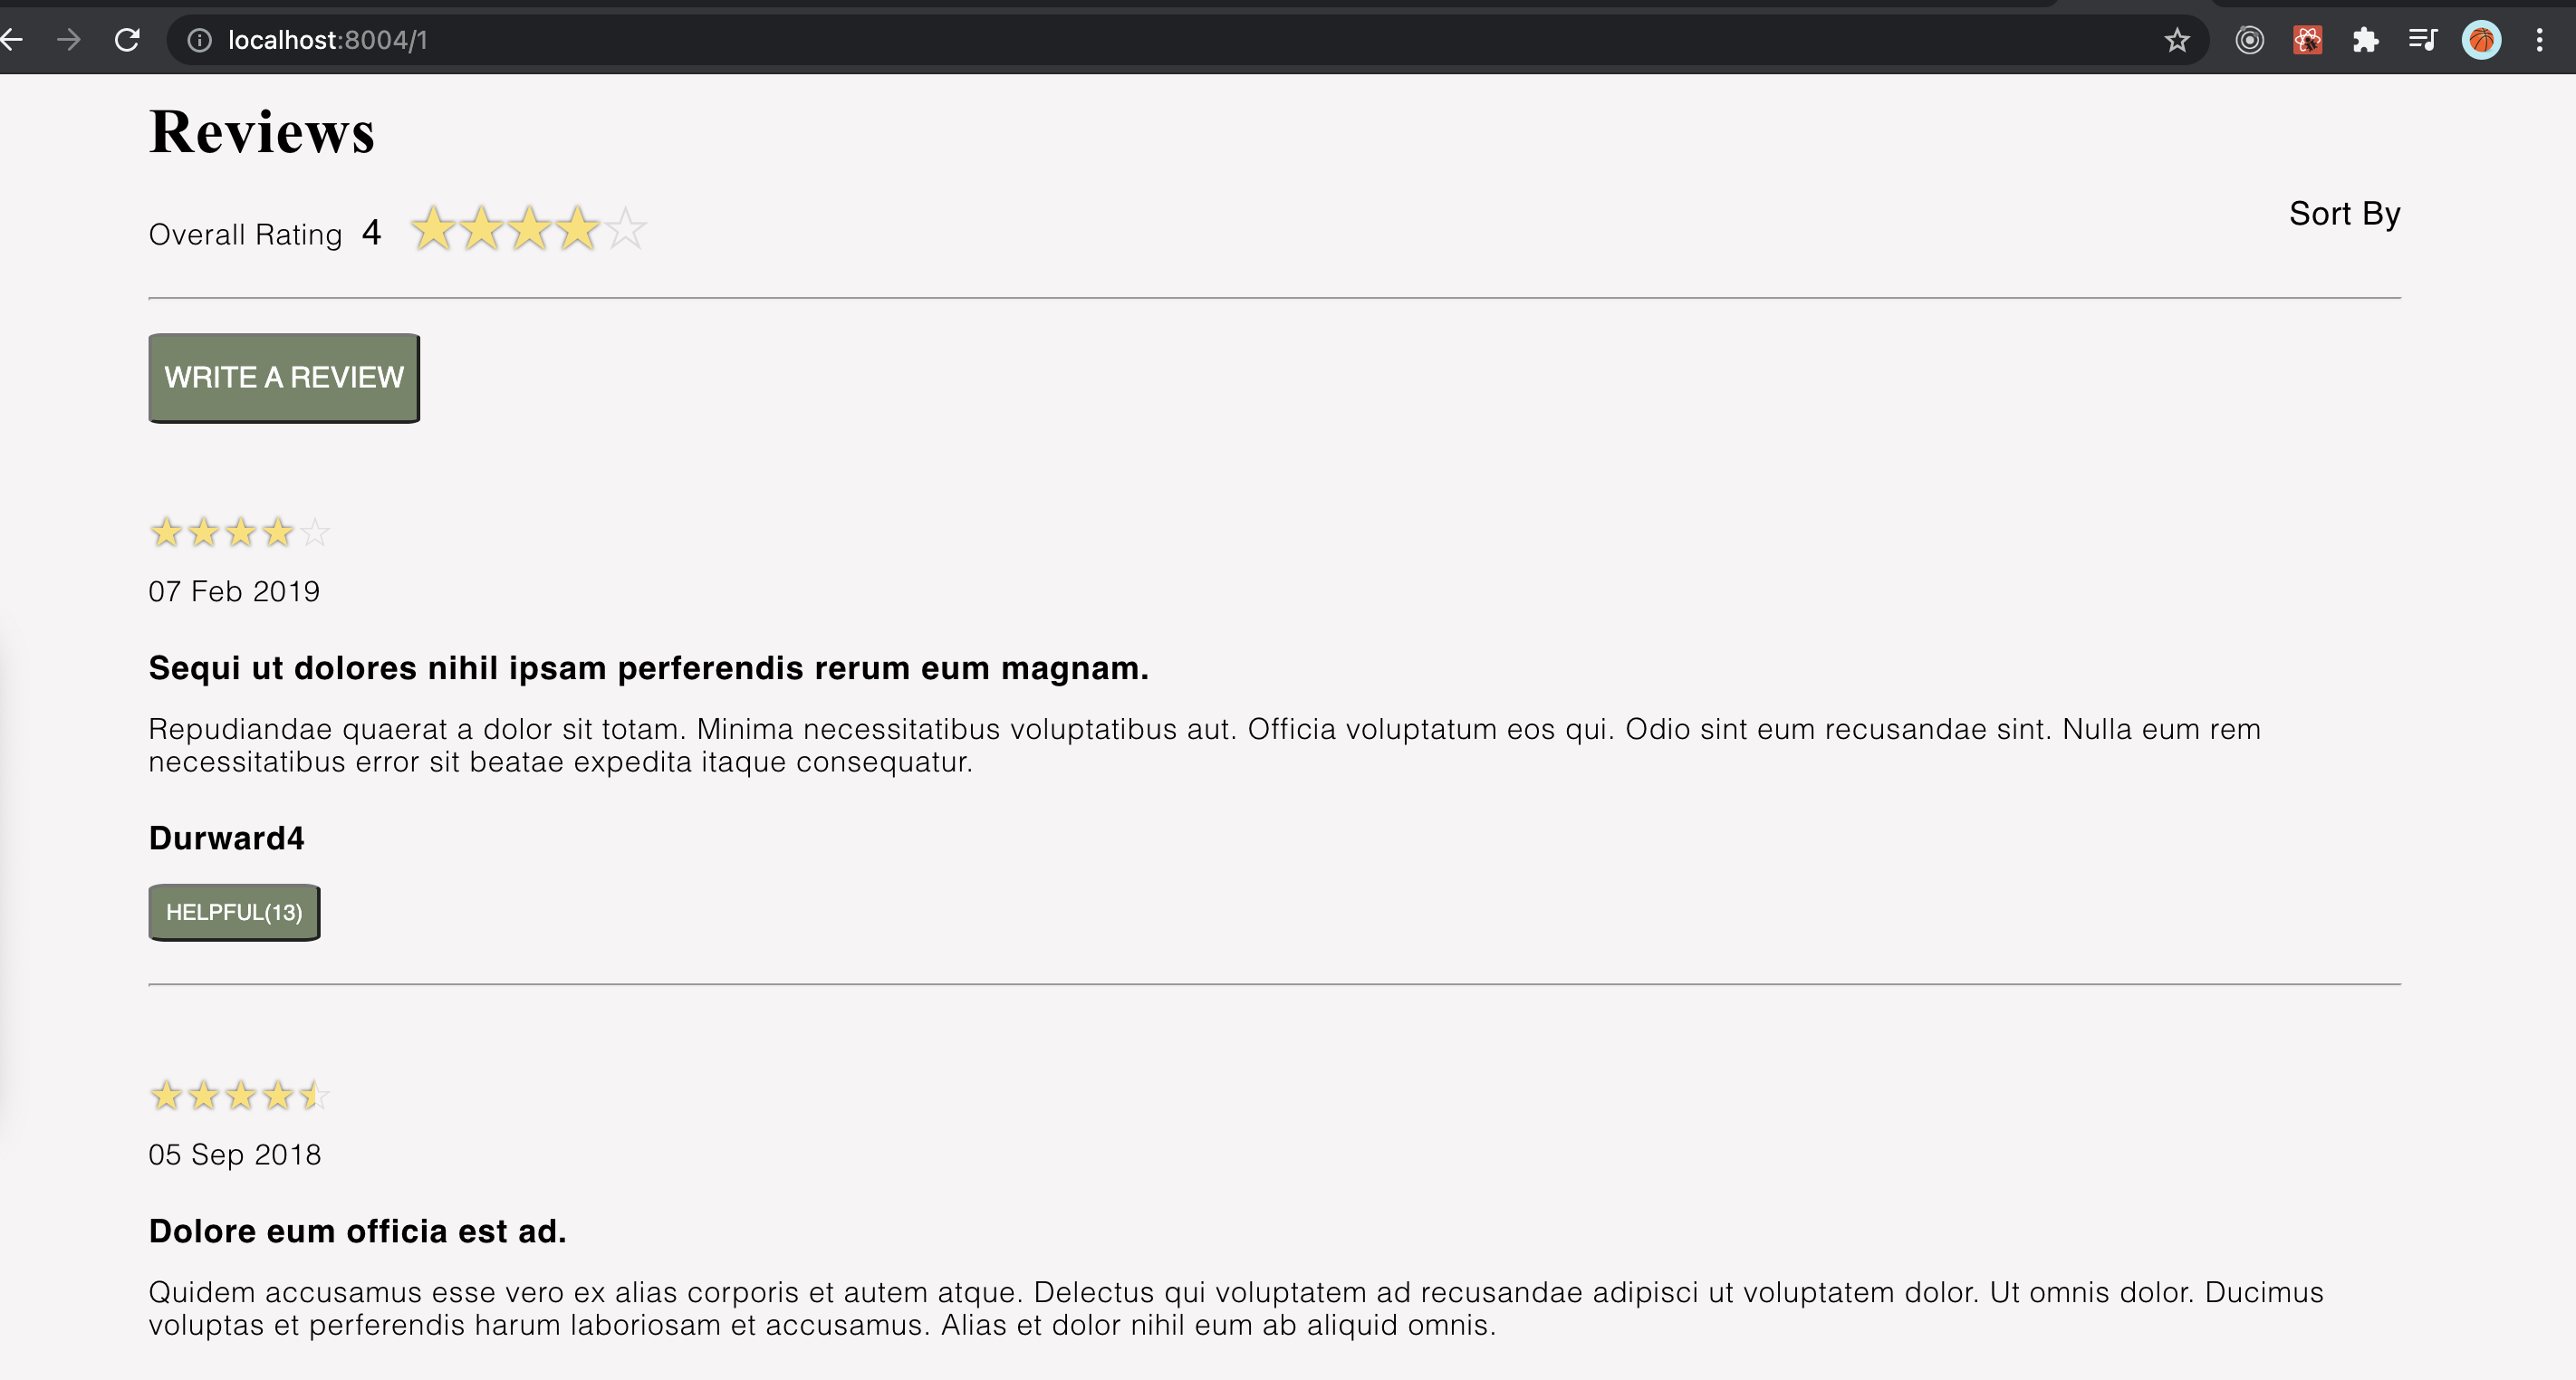 localhost:8004/1
Reviews
Overall Rating 4
Sort By
WRITE A REVIEW
07 Feb 2019
Sequi ut dolores nihil ipsam perferendis rerum eum magnam.
Repudiandae quaerat a dolor sit totam. Minima necessitatibus voluptatibus aut. Officia voluptatum eos qui. Odio sint eum recusandae sint. Nulla eum rem
necessitatibus error sit beatae expedita itaque consequatur.
Durward4
HELPFUL(13)
05 Sep 2018
Dolore eum officia est ad.
Quidem accusamus esse vero ex alias corporis et autem atque. Delectus qui voluptatem ad recusandae adipisci ut voluptatem dolor. Ut omnis dolor. Ducimus
voluptas et perferendis harum laboriosam et accusamus. Alias et dolor nihil eum ab aliquid omnis.